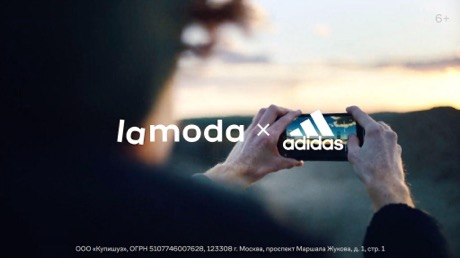 6+
lamoda × adidas
ООО «Купишуз», ОГРН 5107746007628, 123308 г. Москва, проспект Маршала Жукова, д. 1, стр. 1